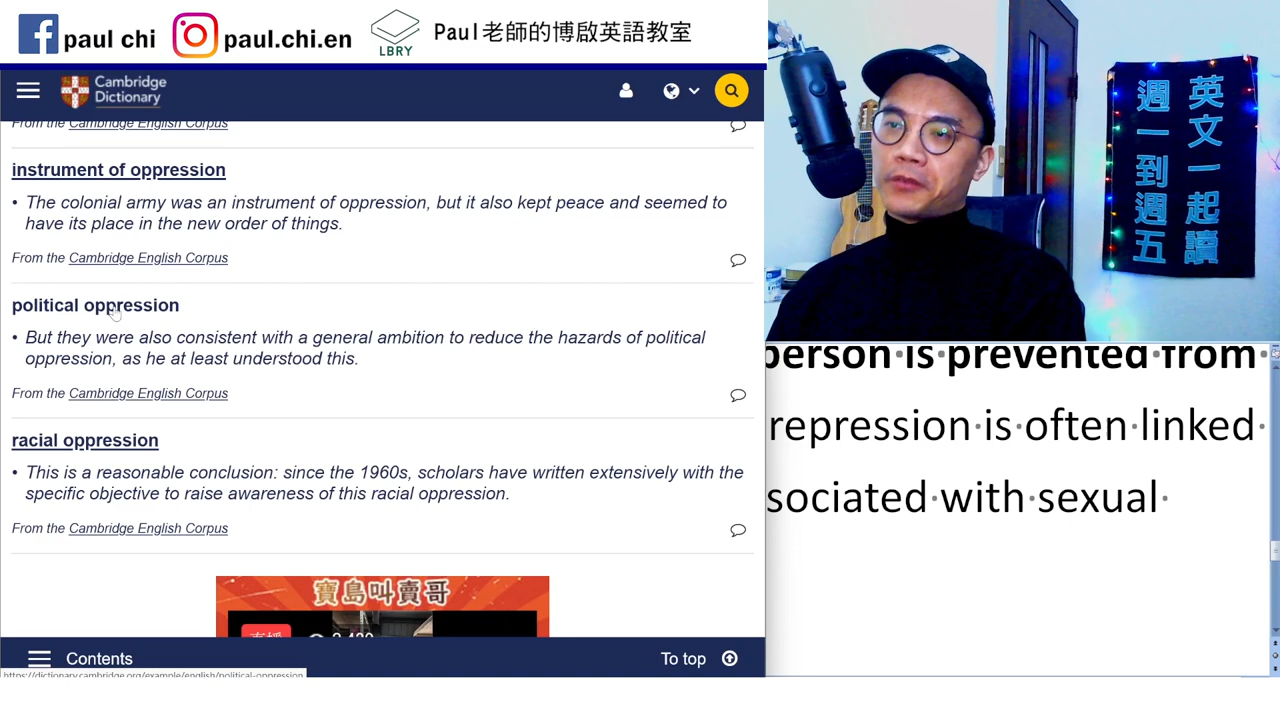 paul chi
paul.chi.en
LBRY
Paul老師的博啟英語教室
Cambridge
Dictionary
From the Cambridge English Corpus
instrument of oppression
• The colonial army was an instrument of oppression, but it also kept peace and seemed to
have its place in the new order of things.
From the Cambridge English Corpus
political oppression
• But they were also consistent with a general ambition to reduce the hazards of political
oppression, as he at least understood this.
From the Cambridge English Corpus
racial oppression
• This is a reasonable conclusion: since the 1960s, scholars have written extensively with the
specific objective to raise awareness of this racial oppression.
From the Cambridge English Corpus
寶島叫賣哥
直播
Contents
To top
https://dictionary.cambridge.org/example/english/political-oppression
英文一起讀
週一到週五
person·is·prevented·from·
repression·is·often·linked·
sociated·with·sexual·